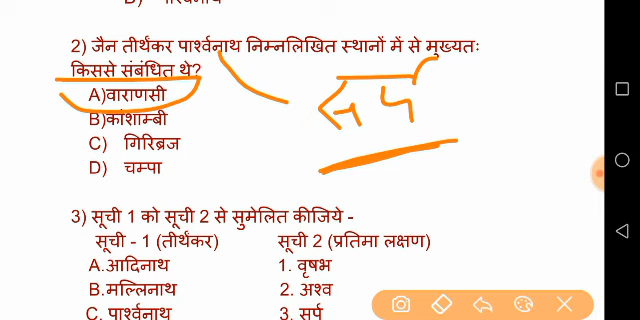 2) जैन तीर्थंकर पार्श्वनाथ निम्नलिखित स्थानों में से मुख्यतः
किससे संबंधित थे?
A)वाराणसी
सर्प
B)कोशाम्बी
C) गिरिब्रज
D) चम्पा
3) सूची 1 को सूची 2 से सुमेलित कीजिये -
सूची - 1 (तीर्थंकर) सूची 2 (प्रतिमा लक्षण)
A.आदिनाथ 1. वृषभ
B.मल्लिनाथ 2. अश्व
C. पार्श्वनाथ 3. सर्प